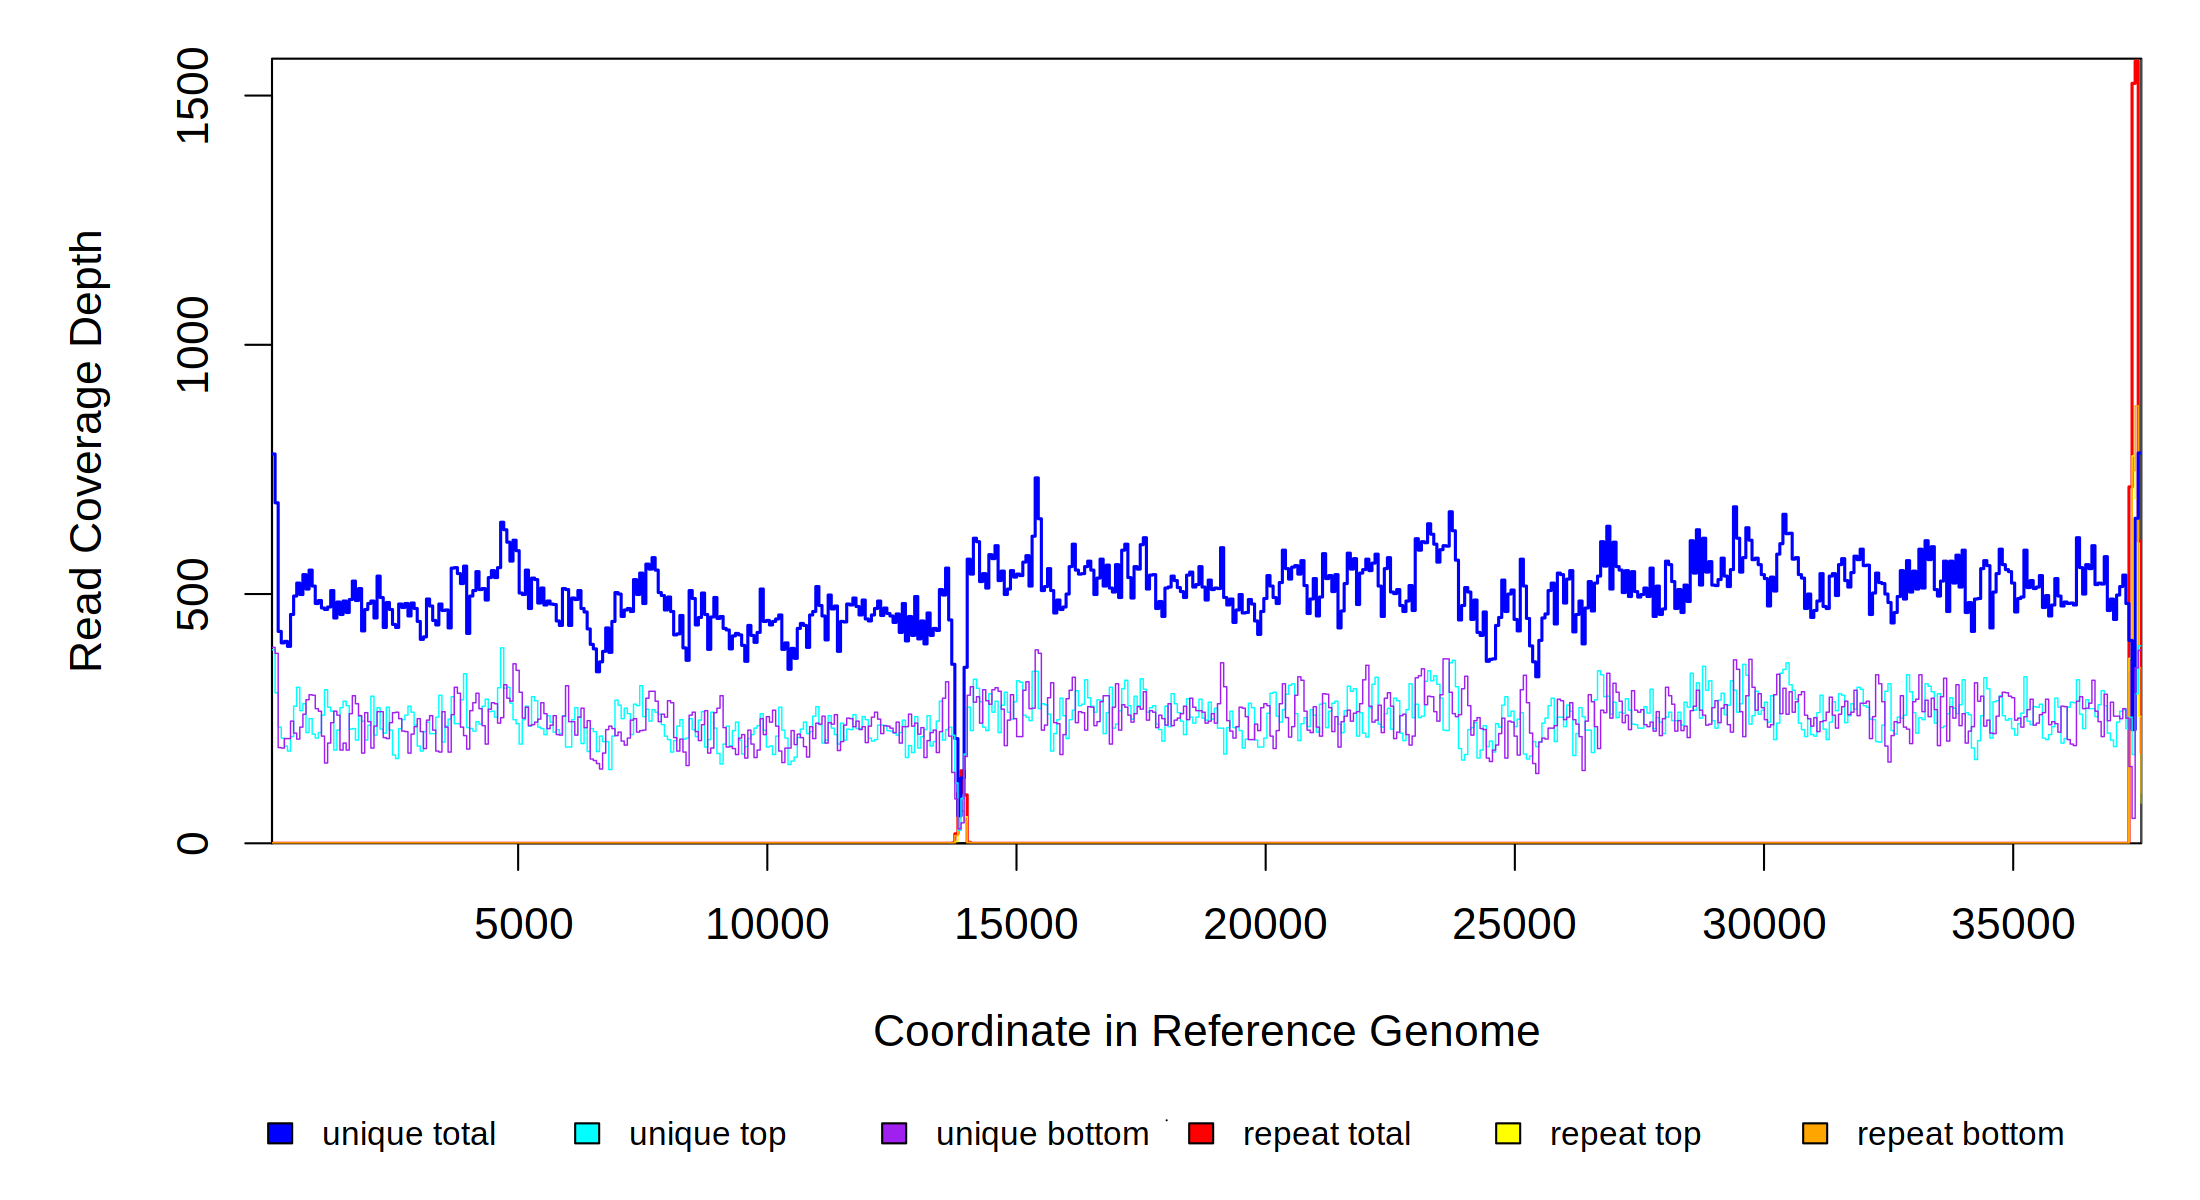 1500
1000
500
0
Read Coverage Depth
5000 10000 15000 20000 25000 30000 35000
Coordinate in Reference Genome
unique total unique top unique bottom repeat total repeat top repeat bottom